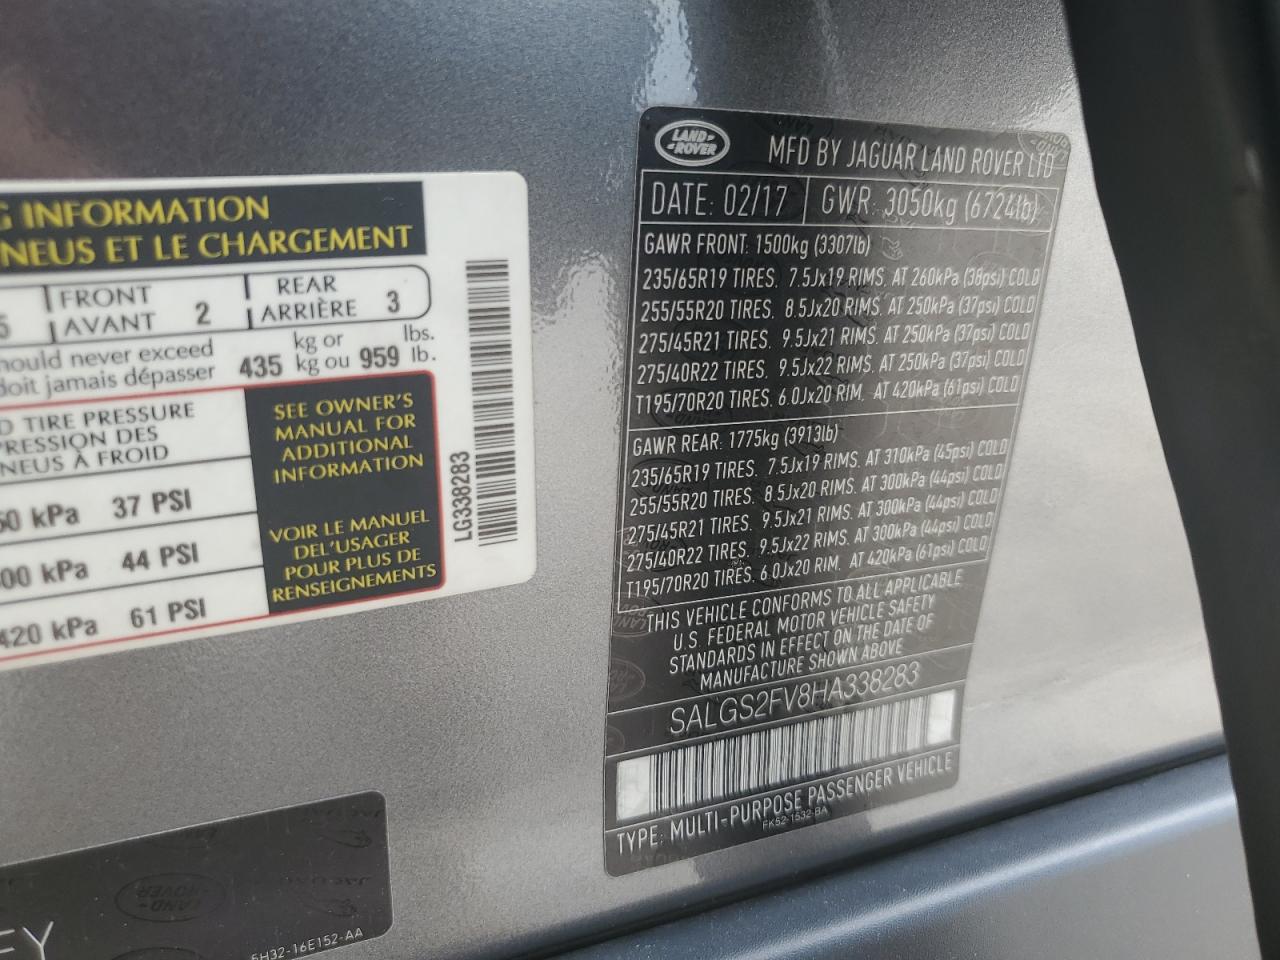 G INFORMATION
NEUS ET LE CHARGEMENT
5 FRONT AVANT 2 REAR ARRIÈRE 3
hould never exceed 435 kg or 959 lbs.
doit jamais dépasser kg ou lb.
D TIRE PRESSURE
PRESSION DES
NEUS À FROID
50 kPa 37 PSI
00 kPa 44 PSI
420 kPa 61 PSI
SEE OWNER'S
MANUAL FOR
ADDITIONAL
INFORMATION
VOIR LE MANUEL
DEL'USAGER
POUR PLUS DE
RENSEIGNEMENTS
LG338283
LAND ROVER
MFD BY JAGUAR LAND ROVER LTD
DATE: 02/17 GWR: 3050kg (6724lb)
GAWR FRONT: 1500kg (3307lb)
235/65R19 TIRES. 7.5Jx19 RIMS. AT 260kPa (38psi) COLD
255/55R20 TIRES. 8.5Jx20 RIMS. AT 250kPa (37psi) COLD
275/45R21 TIRES. 9.5Jx21 RIMS. AT 250kPa (37psi) COLD
275/40R22 TIRES. 9.5Jx22 RIMS. AT 250kPa (37psi) COLD
T195/70R20 TIRES. 6.0Jx20 RIM. AT 420kPa (61psi) COLD
GAWR REAR: 1775kg (3913lb)
235/65R19 TIRES. 7.5Jx19 RIMS. AT 310kPa (45psi) COLD
255/55R20 TIRES. 8.5Jx20 RIMS. AT 300kPa (44psi) COLD
275/45R21 TIRES. 9.5Jx21 RIMS. AT 300kPa (44psi) COLD
275/40R22 TIRES. 9.5Jx22 RIMS. AT 300kPa (44psi) COLD
T195/70R20 TIRES. 6.0Jx20 RIM. AT 420kPa (61psi) COLD
THIS VEHICLE CONFORMS TO ALL APPLICABLE
U.S. FEDERAL MOTOR VEHICLE SAFETY
STANDARDS IN EFFECT ON THE DATE OF
MANUFACTURE SHOWN ABOVE
SALGS2FV8HA338283
TYPE: MULTI-PURPOSE PASSENGER VEHICLE
FK52-1532-BA
LAND ROVER
EY
5H32-16E152-AA